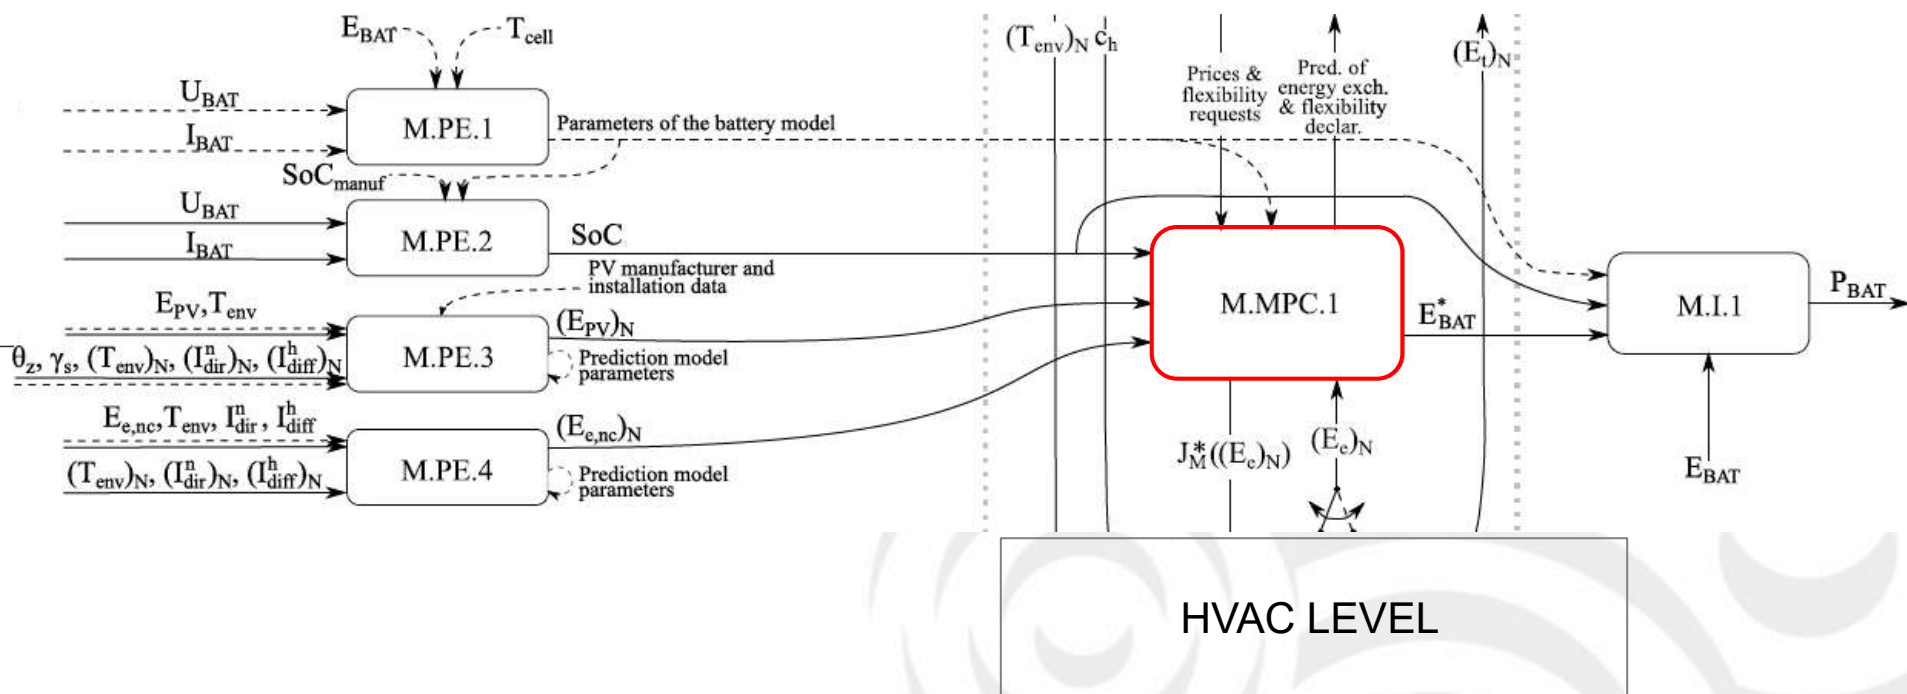 E_BAT
T_cell
U_BAT
I_BAT
M.PE.1
Parameters of the battery model
SoC_manuf
U_BAT
I_BAT
M.PE.2
SoC
PV manufacturer and
installation data
E_PV, T_env
θ_z, γ_s, (T_env)_N, (I^n_dir)_N, (I^h_diff)_N
M.PE.3
(E_PV)_N
Prediction model
parameters
E_e,nc, T_env, I^n_dir, I^h_diff
(T_env)_N, (I^n_dir)_N, (I^h_diff)_N
M.PE.4
(E_e,nc)_N
Prediction model
parameters
(T_env)_N
c_h
Prices &
flexibility
requests
Pred. of
energy exch.
& flexibility
declar.
(E_t)_N
M.MPC.1
E*_BAT
M.I.1
P_BAT
E_BAT
J*_M((E_e)_N)
(E_e)_N
HVAC LEVEL